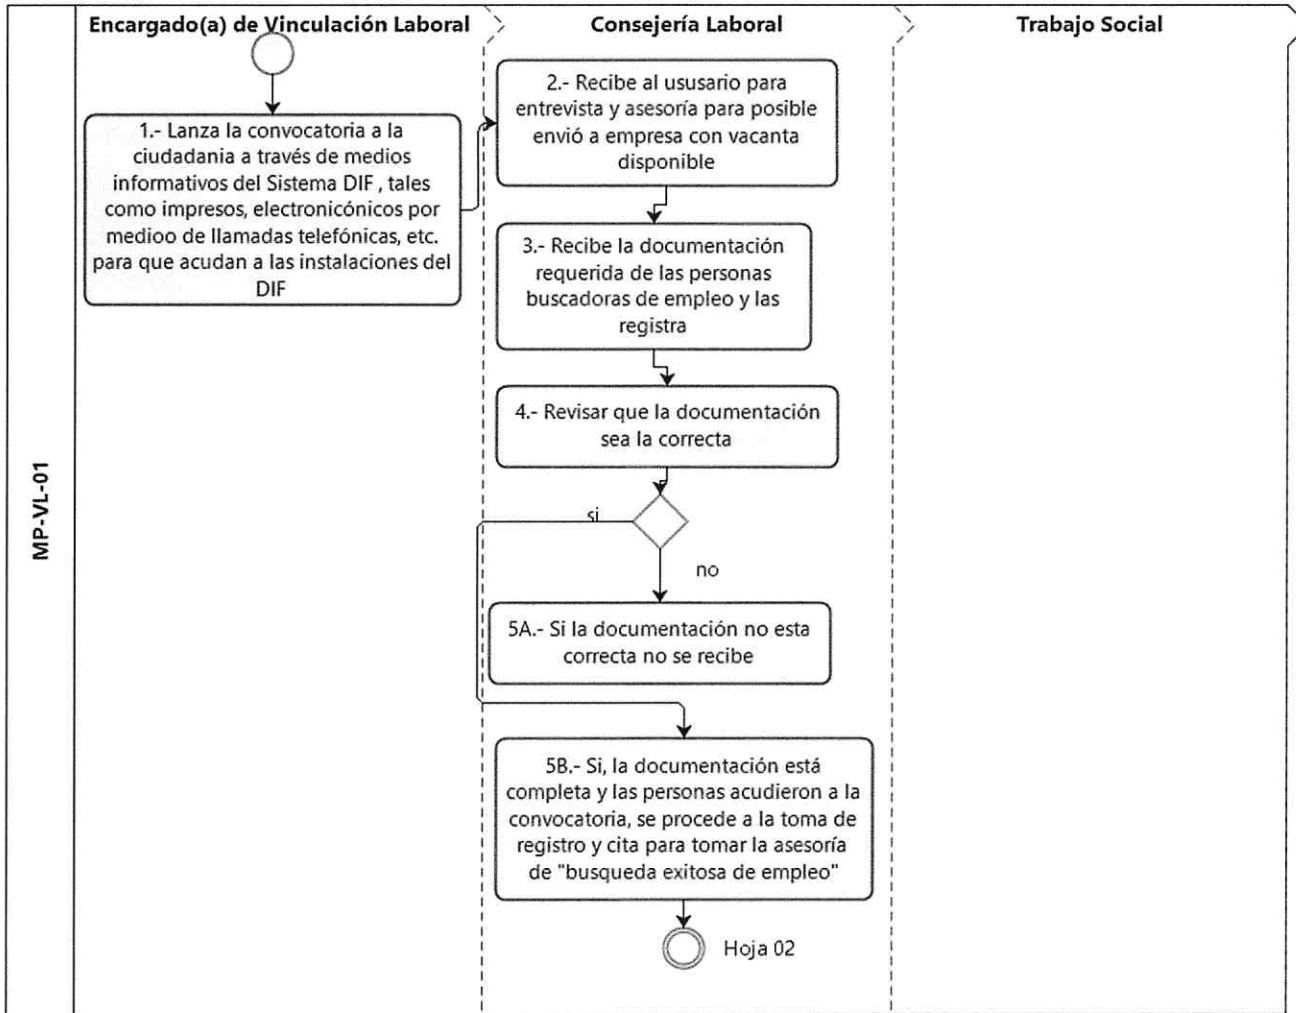 Encargado(a) de Vinculación Laboral
Consejería Laboral
Trabajo Social
MP-VL-01
1.- Lanza la convocatoria a la
ciudadania a través de medios
informativos del Sistema DIF , tales
como impresos, electronicónicos por
medioo de llamadas telefónicas, etc.
para que acudan a las instalaciones del
DIF
2.- Recibe al ususario para
entrevista y asesoría para posible
envió a empresa con vacanta
disponible
3.- Recibe la documentación
requerida de las personas
buscadoras de empleo y las
registra
4.- Revisar que la documentación
sea la correcta
si
no
5A.- Si la documentación no esta
correcta no se recibe
5B.- Si, la documentación está
completa y las personas acudieron a la
convocatoria, se procede a la toma de
registro y cita para tomar la asesoría
de "busqueda exitosa de empleo"
Hoja 02